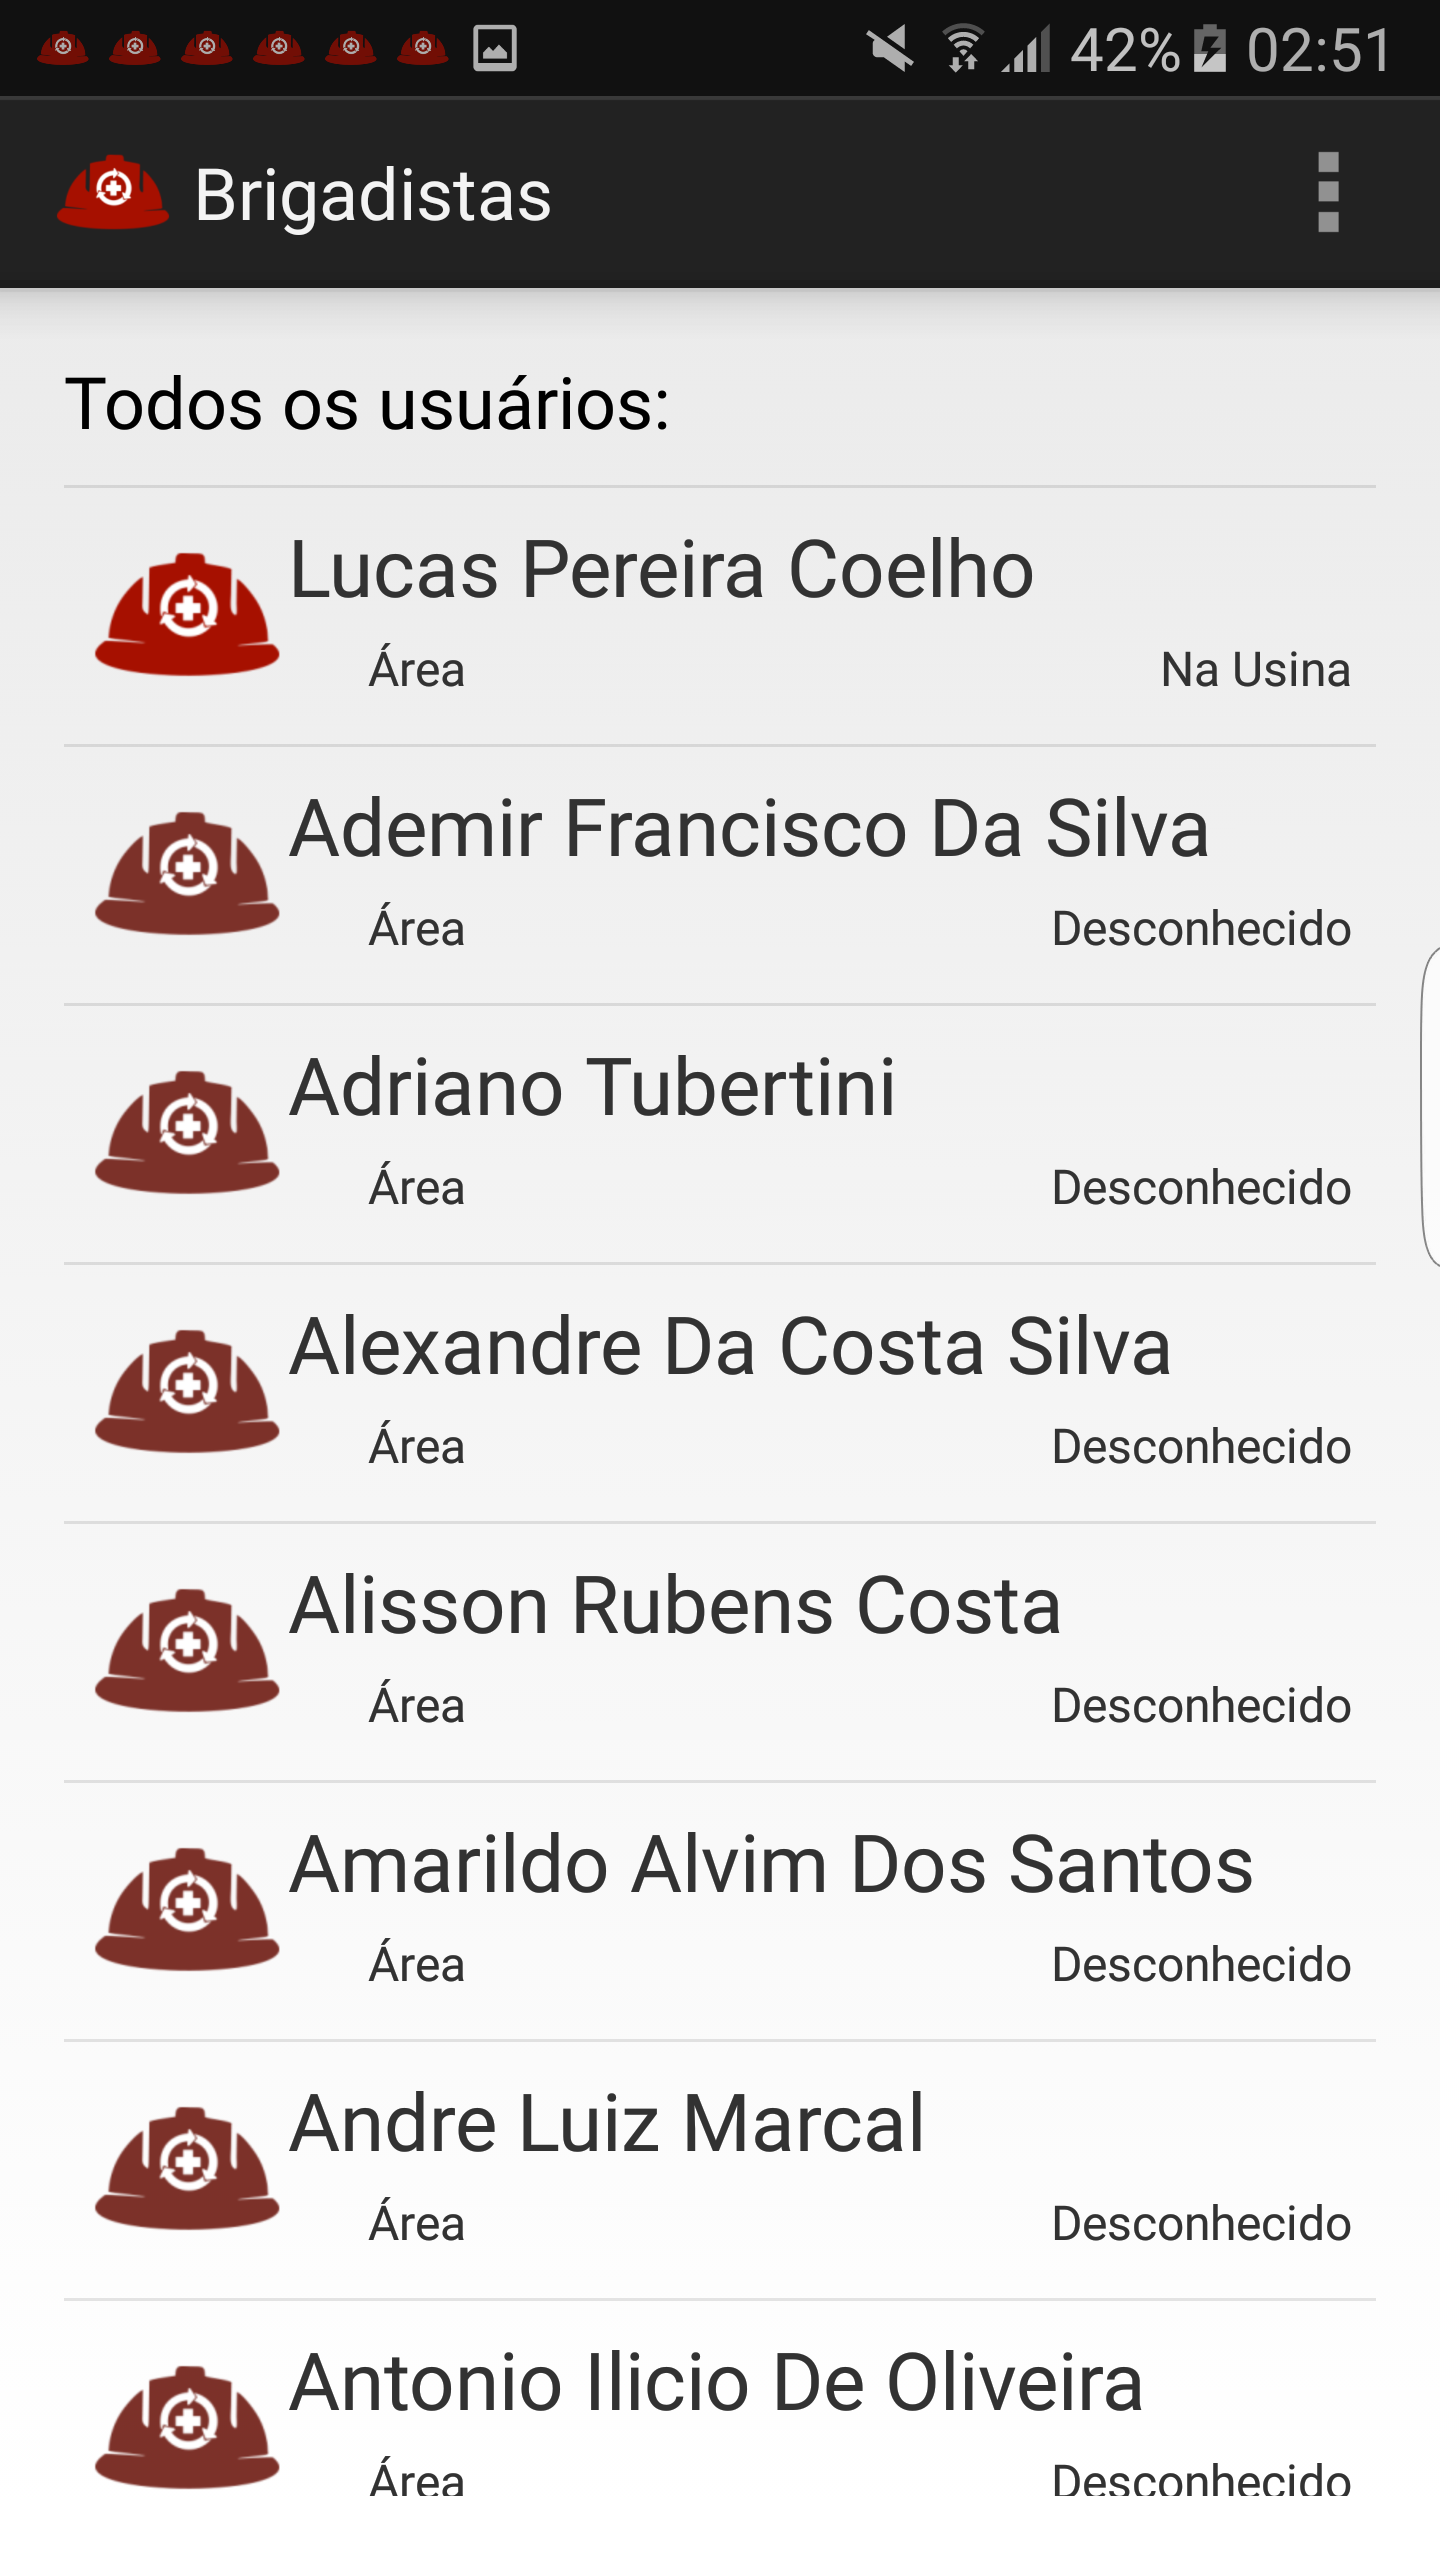 42% 02:51
Brigadistas
Todos os usuários:
Lucas Pereira Coelho
Área Na Usina
Ademir Francisco Da Silva
Área Desconhecido
Adriano Tubertini
Área Desconhecido
Alexandre Da Costa Silva
Área Desconhecido
Alisson Rubens Costa
Área Desconhecido
Amarildo Alvim Dos Santos
Área Desconhecido
Andre Luiz Marcal
Área Desconhecido
Antonio Ilicio De Oliveira
Área Desconhecido